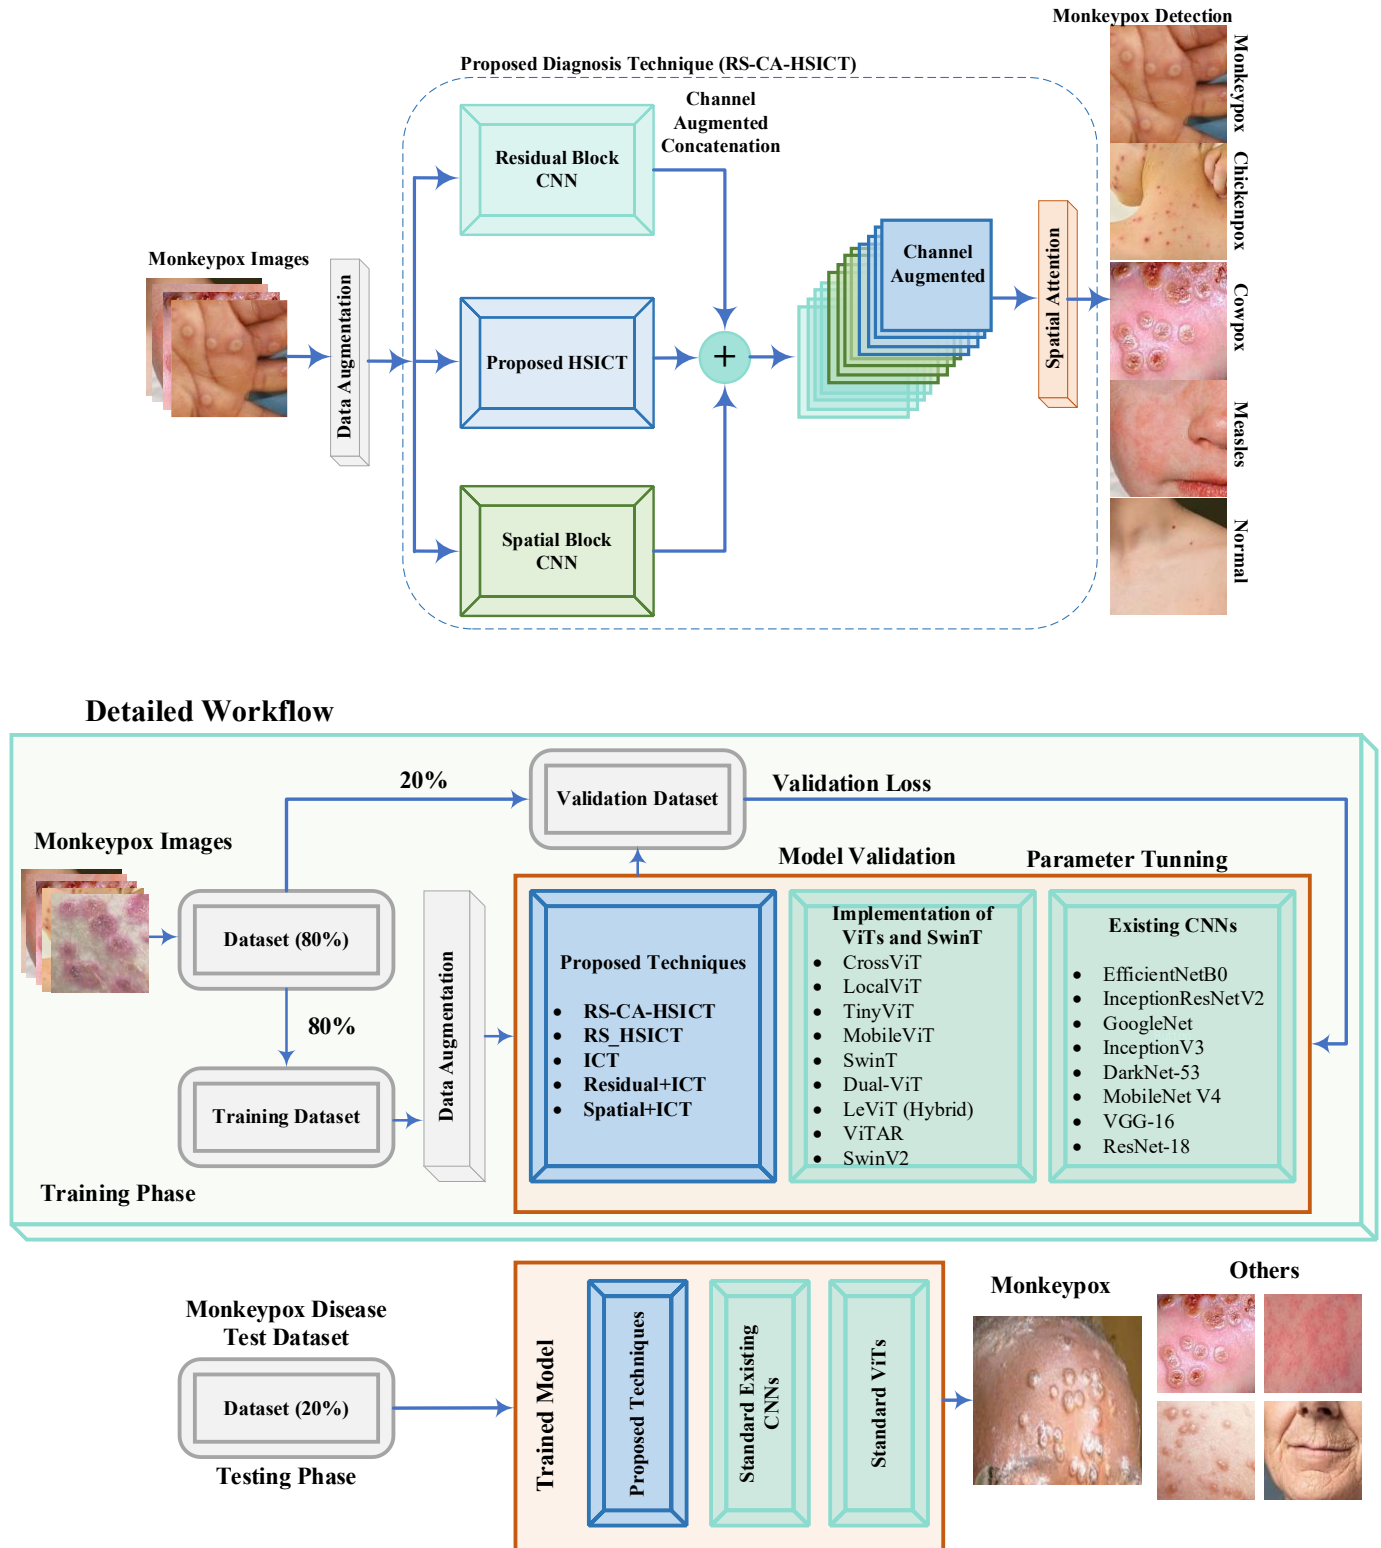 Monkeypox Detection
Proposed Diagnosis Technique (RS-CA-HSICT)
Channel
Augmented
Concatenation
Residual Block
CNN
Monkeypox Images
Data Augmentation
Proposed HSICT
+
Spatial Block
CNN
Channel
Augmented
Spatial Attention
Monkeypox
Chickenpox
Cowpox
Measles
Normal
Detailed Workflow
20%
Validation Dataset
Validation Loss
Monkeypox Images
Dataset (80%)
80%
Training Dataset
Training Phase
Data Augmentation
Model Validation
Parameter Tunning
Proposed Techniques
• RS-CA-HSICT
• RS_HSICT
• ICT
• Residual+ICT
• Spatial+ICT
Implementation of
ViTs and SwinT
• CrossViT
• LocalViT
• TinyViT
• MobileViT
• SwinT
• Dual-ViT
• LeViT (Hybrid)
• ViTAR
• SwinV2
Existing CNNs
• EfficientNetB0
• InceptionResNetV2
• GoogleNet
• InceptionV3
• DarkNet-53
• MobileNet V4
• VGG-16
• ResNet-18
Monkeypox Disease
Test Dataset
Dataset (20%)
Testing Phase
Trained Model
Proposed Techniques
Standard Existing
CNNs
Standard ViTs
Monkeypox
Others